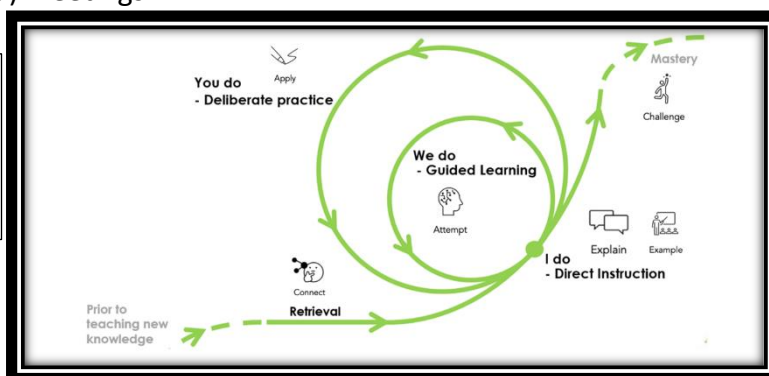 Mastery
Challenge
Apply
You do
- Deliberate practice
We do
- Guided Learning
Attempt
Explain
Example
I do
- Direct Instruction
Connect
Retrieval
Prior to
teaching new
knowledge